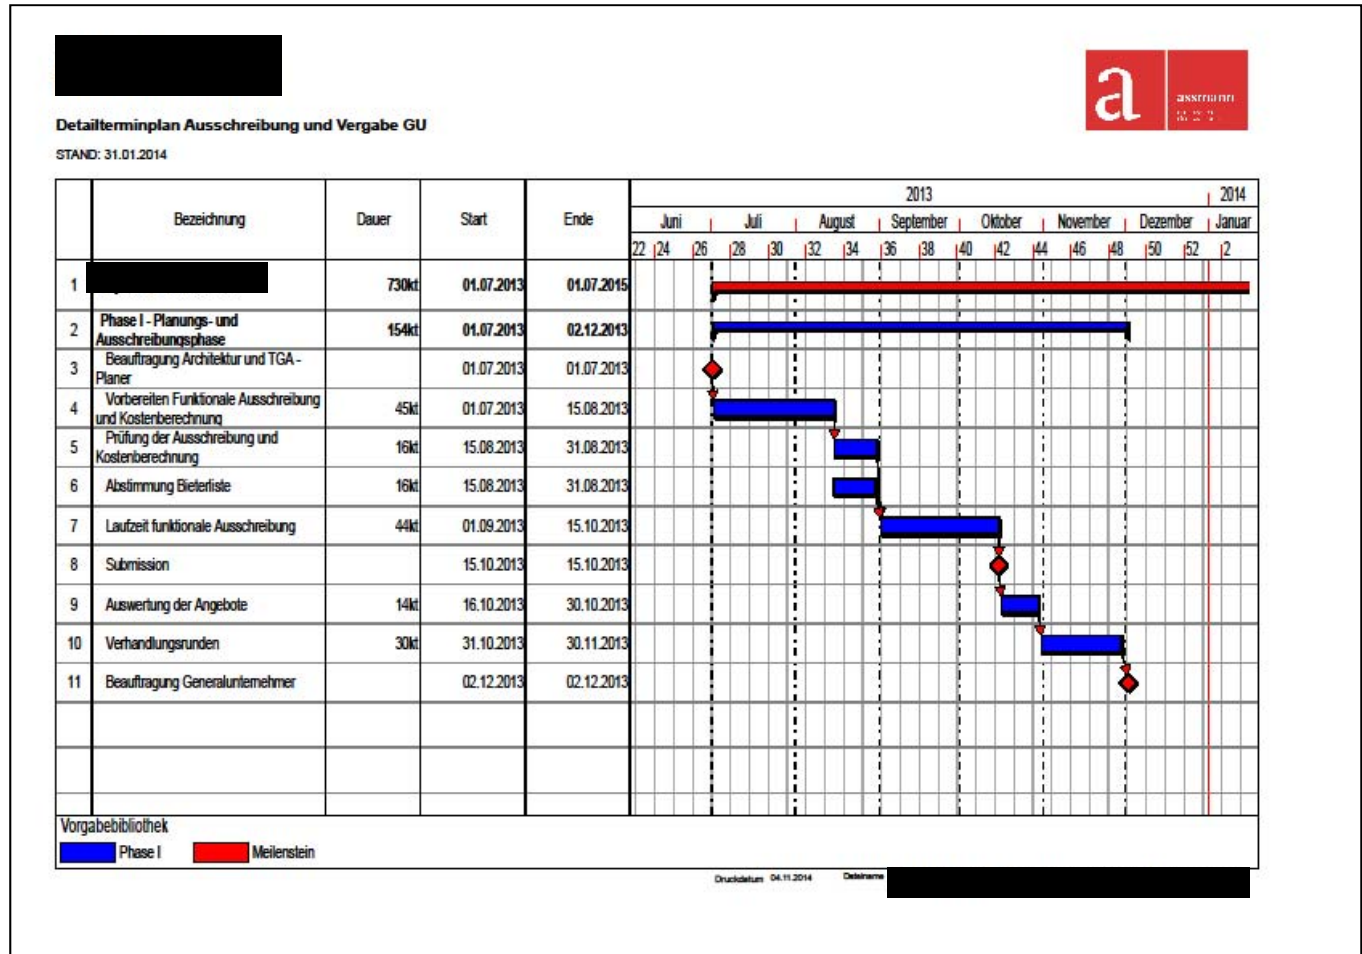 a
assmann
Detailterminplan Ausschreibung und Vergabe GU
STAND: 31.01.2014
Bezeichnung Dauer Start Ende
2013 2014
Juni Juli August September Oktober November Dezember Januar
22 24 26 28 30 32 34 36 38 40 42 44 46 48 50 52 2
1 730kt 01.07.2013 01.07.2015
2 Phase I - Planungs- und
Ausschreibungsphase 154kt 01.07.2013 02.12.2013
3 Beauftragung Architektur und TGA -
Planer 01.07.2013 01.07.2013
4 Vorbereiten Funktionale Ausschreibung
und Kostenberechnung 45kt 01.07.2013 15.08.2013
5 Prüfung der Ausschreibung und
Kostenberechnung 16kt 15.08.2013 31.08.2013
6 Abstimmung Bieterliste 16kt 15.08.2013 31.08.2013
7 Laufzeit funktionale Ausschreibung 44kt 01.09.2013 15.10.2013
8 Submission 15.10.2013 15.10.2013
9 Auswertung der Angebote 14kt 16.10.2013 30.10.2013
10 Verhandlungsrunden 30kt 31.10.2013 30.11.2013
11 Beauftragung Generalunternehmer 02.12.2013 02.12.2013
Vorgabebibliothek
Phase I Meilenstein
Druckdatum 04.11.2014 Dateiname